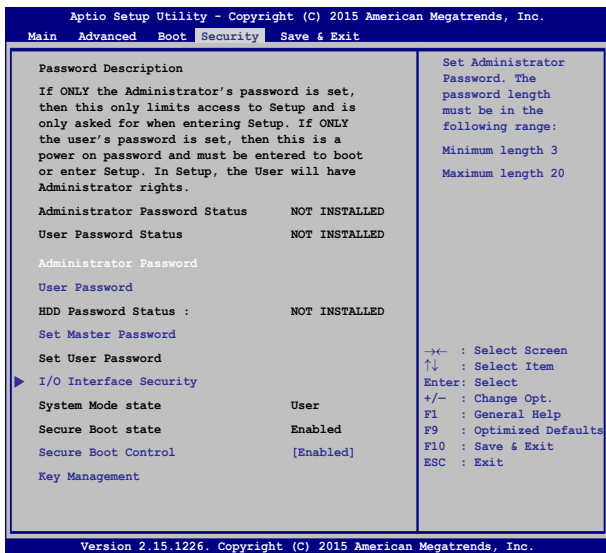 Aptio Setup Utility - Copyright (C) 2015 American Megatrends, Inc.
Main Advanced Boot Security Save & Exit
Password Description
If ONLY the Administrator's password is set,
then this only limits access to Setup and is
only asked for when entering Setup. If ONLY
the user's password is set, then this is a
power on password and must be entered to boot
or enter Setup. In Setup, the User will have
Administrator rights.
Administrator Password Status NOT INSTALLED
User Password Status NOT INSTALLED
Administrator Password
User Password
HDD Password Status : NOT INSTALLED
Set Master Password
Set User Password
I/O Interface Security
System Mode state User
Secure Boot state Enabled
Secure Boot Control [Enabled]
Key Management
Set Administrator
Password. The
password length
must be in the
following range:
Minimum length 3
Maximum length 20
→← : Select Screen
↑↓ : Select Item
Enter: Select
+/— : Change Opt.
F1 : General Help
F9 : Optimized Defaults
F10 : Save & Exit
ESC : Exit
Version 2.15.1226. Copyright (C) 2015 American Megatrends, Inc.